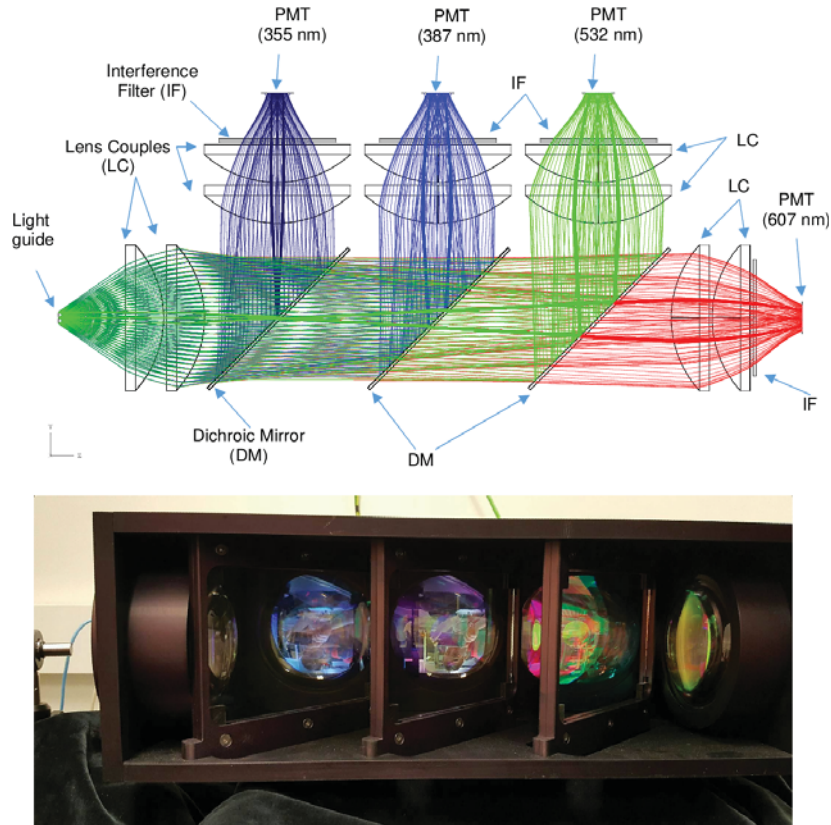 PMT
(355 nm)
PMT
(387 nm)
PMT
(532 nm)
Interference
Filter (IF)
IF
Lens Couples
(LC)
LC
LC
PMT
(607 nm)
Light
guide
IF
Dichroic Mirror
(DM)
DM
Y
X